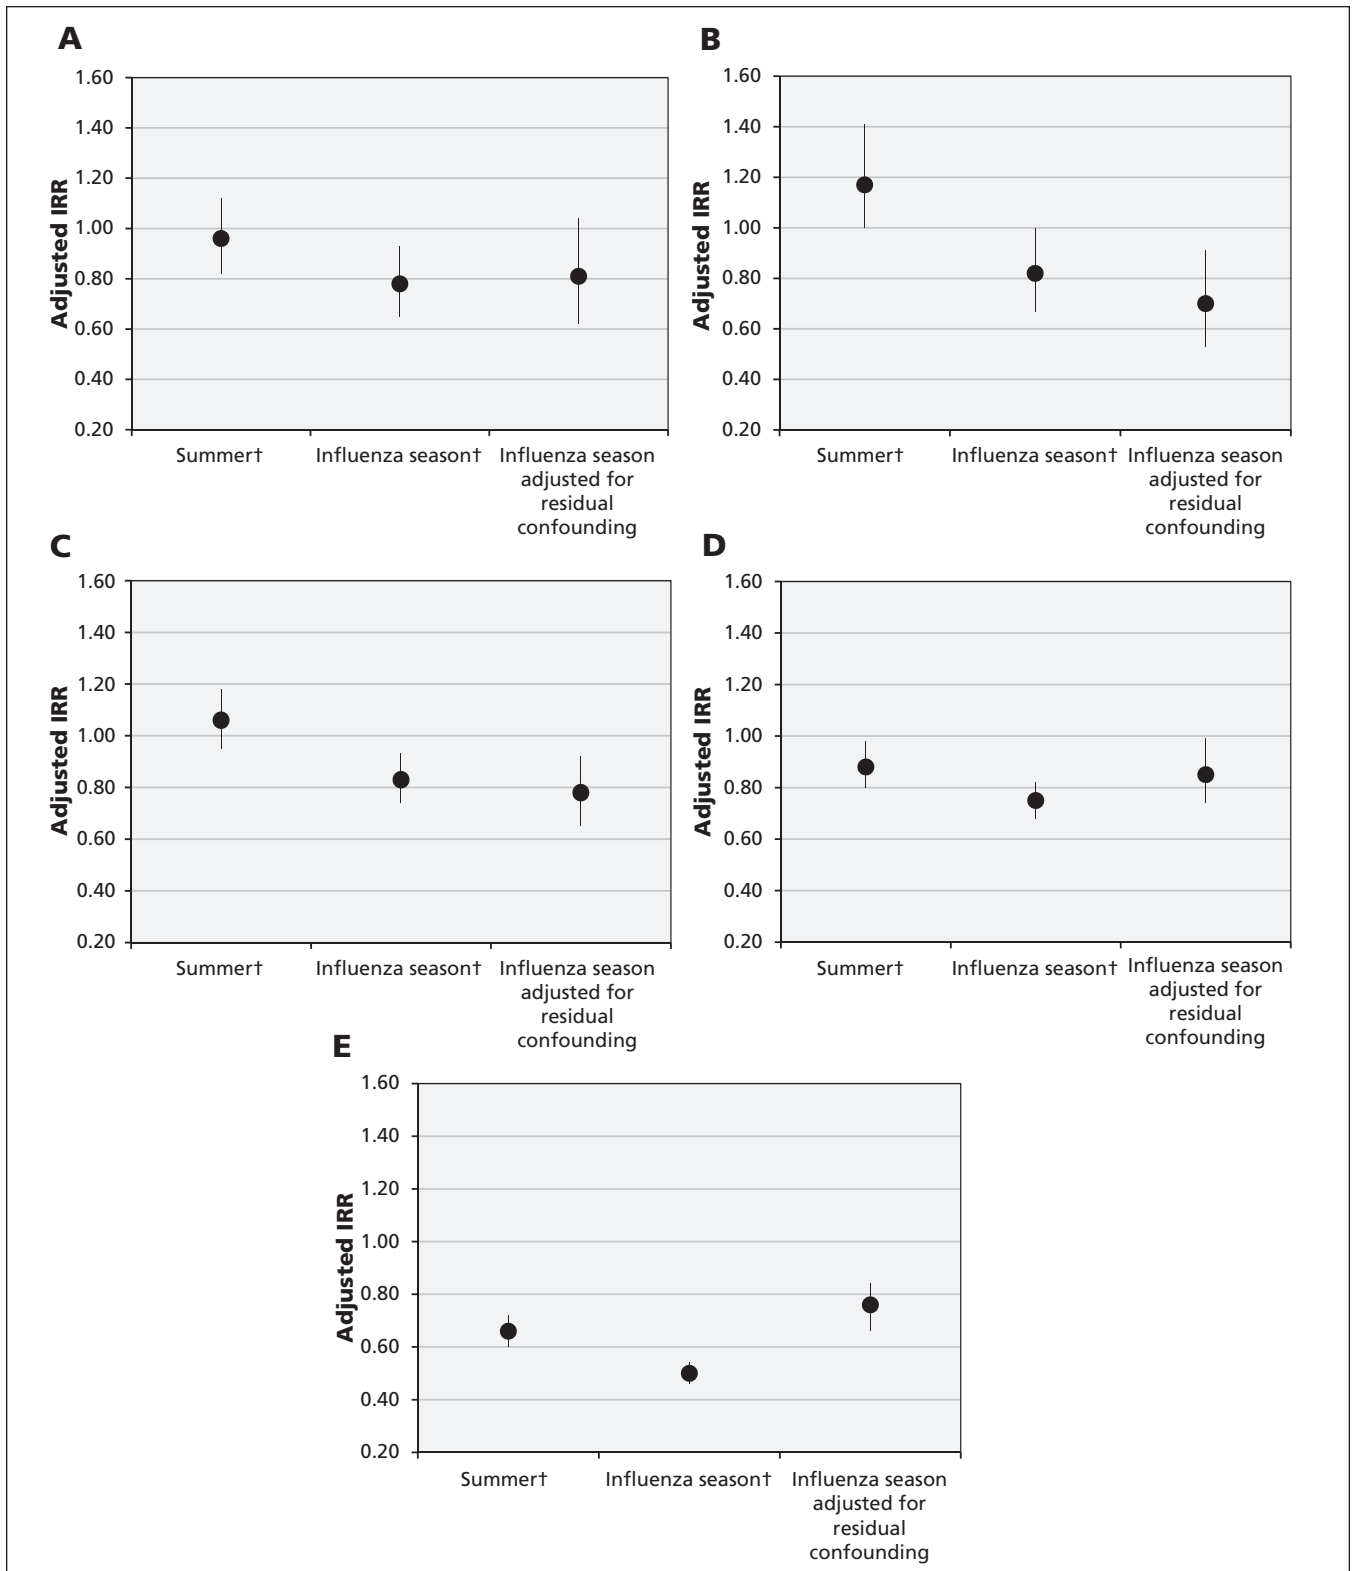 A
1.60
1.40
1.20
1.00
0.80
0.60
0.40
0.20
Adjusted IRR
Summer†
Influenza season†
Influenza season
adjusted for
residual
confounding
B
1.60
1.40
1.20
1.00
0.80
0.60
0.40
0.20
Adjusted IRR
Summer†
Influenza season†
Influenza season
adjusted for
residual
confounding
C
1.60
1.40
1.20
1.00
0.80
0.60
0.40
0.20
Adjusted IRR
Summer†
Influenza season†
Influenza season
adjusted for
residual
confounding
D
1.60
1.40
1.20
1.00
0.80
0.60
0.40
0.20
Adjusted IRR
Summer†
Influenza season†
Influenza season
adjusted for
residual
confounding
E
1.60
1.40
1.20
1.00
0.80
0.60
0.40
0.20
Adjusted IRR
Summer†
Influenza season†
Influenza season
adjusted for
residual
confounding